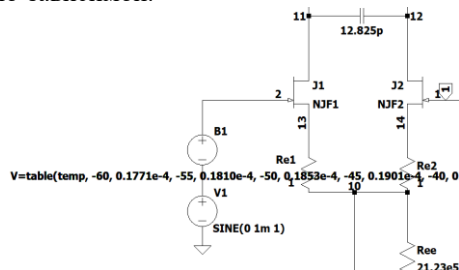 11
12
12.825p
J1
J2
2
1
1
NJF1
NJF2
13
14
B1
Re1
Re2
V=table(temp, -60, 0.1771e-4, -55, 0.1810e-4, -50, 0.1853e-4, -45, 0.1901e-4, -40, 0
1
1
10
V1
SINE(0 1m 1)
Ree
21.23e5